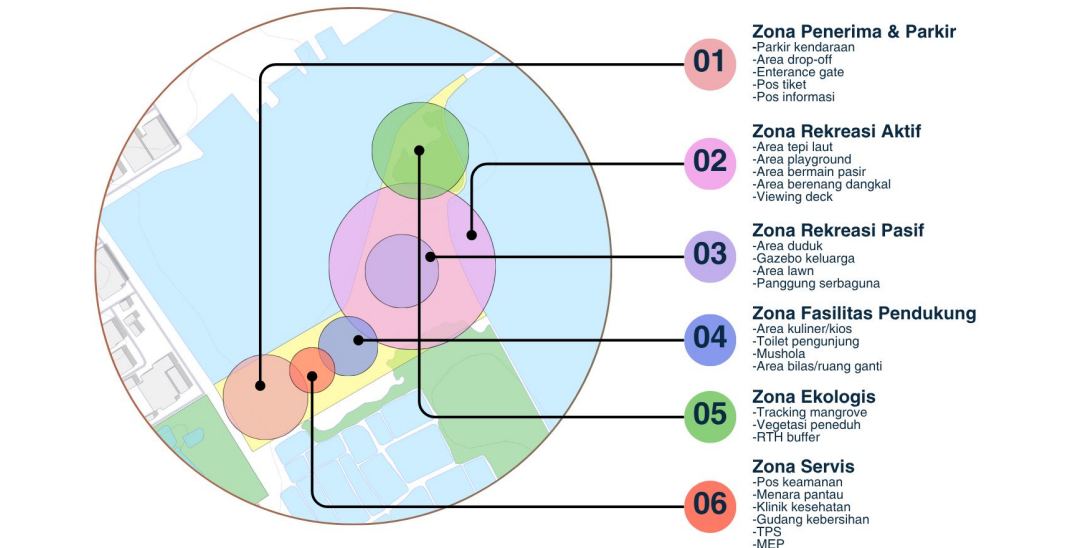 01
Zona Penerima & Parkir
-Parkir kendaraan
-Area drop-off
-Enterance gate
-Pos tiket
-Pos informasi
02
Zona Rekreasi Aktif
-Area tepi laut
-Area playground
-Area bermain pasir
-Area berenang dangkal
-Viewing deck
03
Zona Rekreasi Pasif
-Area duduk
-Gazebo keluarga
-Area lawn
-Panggung serbaguna
04
Zona Fasilitas Pendukung
-Area kuliner/kios
-Toilet pengunjung
-Mushola
-Area bilas/ruang ganti
05
Zona Ekologis
-Tracking mangrove
-Vegetasi peneduh
-RTH buffer
06
Zona Servis
-Pos keamanan
-Menara pantau
-Klinik kesehatan
-Gudang kebersihan
-TPS
-MEP